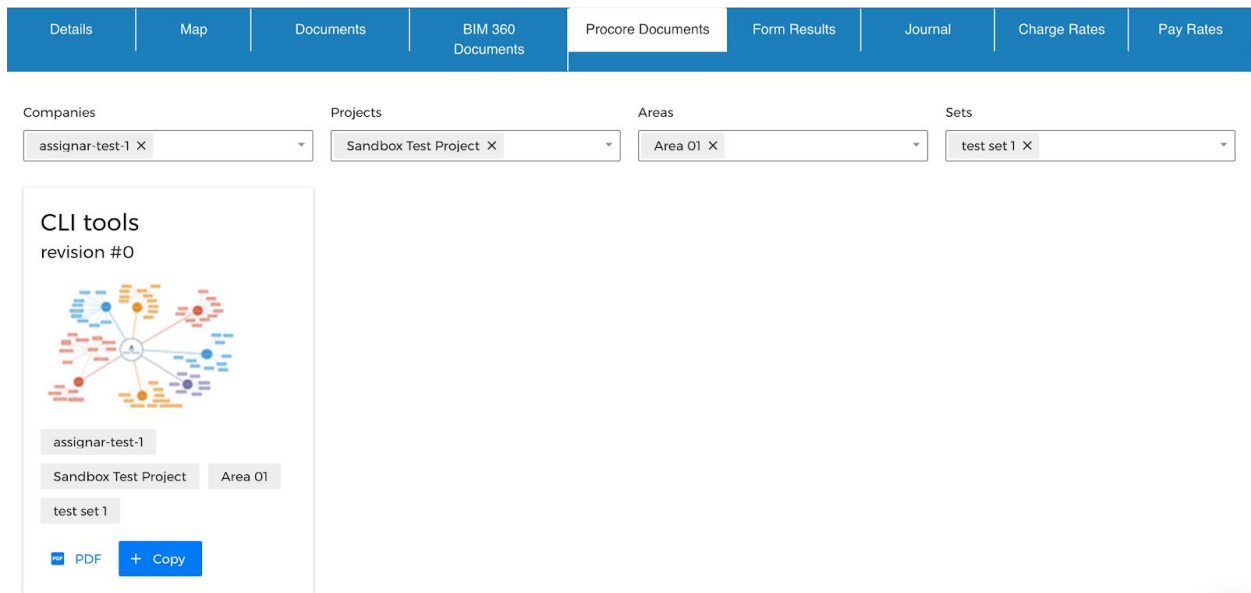 Details
Map
Documents
BIM 360
Documents
Procore Documents
Form Results
Journal
Charge Rates
Pay Rates
Companies
Projects
Areas
Sets
assignar-test-1 ×
Sandbox Test Project ×
Area 01 ×
test set 1 ×
CLI tools
revision #0
assignar-test-1
Sandbox Test Project
Area 01
test set 1
PDF PDF
+ Copy